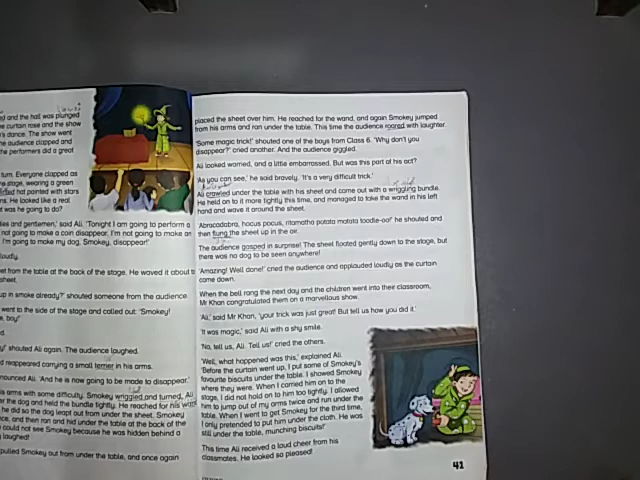 d and the hall was plunged
e curtain rose and the show
's dance. The show went
he audience clapped and
he performers did a great
turn. Everyone clapped as
e stage, wearing a green
hat painted with stars
ns. He looked like a real
t was he going to do?
dies and gentlemen,' said Ali, 'Tonight I am going to perform a
not going to make a coin disappear. I'm not going to make an
I'm going to make my dog, Smokey, disappear!'
loudly.
et from the table at the back of the stage. He waved it about to
sheet.
up in smoke already?' shouted someone from the audience.
went to the side of the stage and called out: 'Smokey!
boy!'
d.
y!' shouted Ali again. The audience laughed.
d reappeared carrying a small terrier in his arms.
nounced Ali. 'And he is now going to be made to disappear.'
is arms with some difficulty. Smokey wriggled and turned. Ali
er the dog and held the bundle tightly. He reached for his wand
he did so the dog leapt out from under the sheet. Smokey
ce, and then ran and hid under the table at the back of the
could not see Smokey because he was hidden behind a
laughed!
pulled Smokey out from under the table, and once again
placed the sheet over him. He reached for the wand, and again Smokey jumped
from his arms and ran under the table. This time the audience roared with laughter.
'Some magic trick!' shouted one of the boys from Class 6. 'Why don't you
disappear?' cried another. And the audience giggled.
Ali looked worried, and a little embarrassed. But was this part of his act?
'As you can see,' he said bravely. 'It's a very difficult trick.'
Ali crawled under the table with his sheet and came out with a wriggling bundle.
He held on to it more tightly this time, and managed to take the wand in his left
hand and wave it around the sheet.
'Abracadabra, hocus pocus, ritamatha potata matata toodle-oo!' he shouted and
then flung the sheet up in the air.
The audience gasped in surprise! The sheet floated gently down to the stage, but
there was no dog to be seen anywhere!
'Amazing! Well done!' cried the audience and applauded loudly as the curtain
came down.
When the bell rang the next day and the children went into their classroom,
Mr Khan congratulated them on a marvellous show.
'Ali,' said Mr Khan, 'your trick was just great! But tell us how you did it.'
'It was magic,' said Ali with a shy smile.
'No, tell us, Ali. Tell us!' cried the others.
'Well, what happened was this,' explained Ali.
'Before the curtain went up, I put some of Smokey's
favourite biscuits under the table. I showed Smokey
where they were. When I carried him on to the
stage, I did not hold on to him too tightly. I allowed
him to jump out of my arms twice and run under the
table. When I went to get Smokey for the third time,
I only pretended to put him under the cloth. He was
still under the table, munching biscuits!'
This time Ali received a loud cheer from his
classmates. He looked so pleased!
41